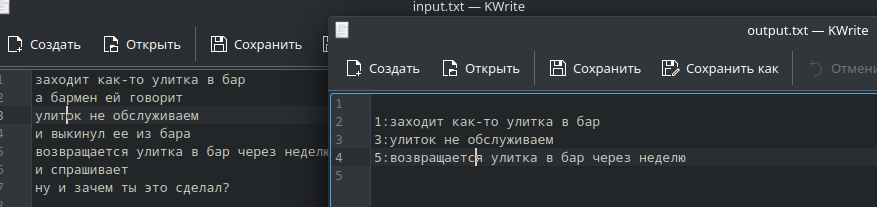 input.txt — KWrite
output.txt — KWrite
Создать
Открыть
Сохранить
Создать
Открыть
Сохранить
Сохранить как
1 заходит как-то улитка в бар
2 а бармен ей говорит
3 улиток не обслуживаем
4 и выкинул ее из бара
5 возвращается улитка в бар через неделю
6 и спрашивает
7 ну и зачем ты это сделал?
1
2 1:заходит как-то улитка в бар
3 3:улиток не обслуживаем
4 5:возвращается улитка в бар через неделю
5